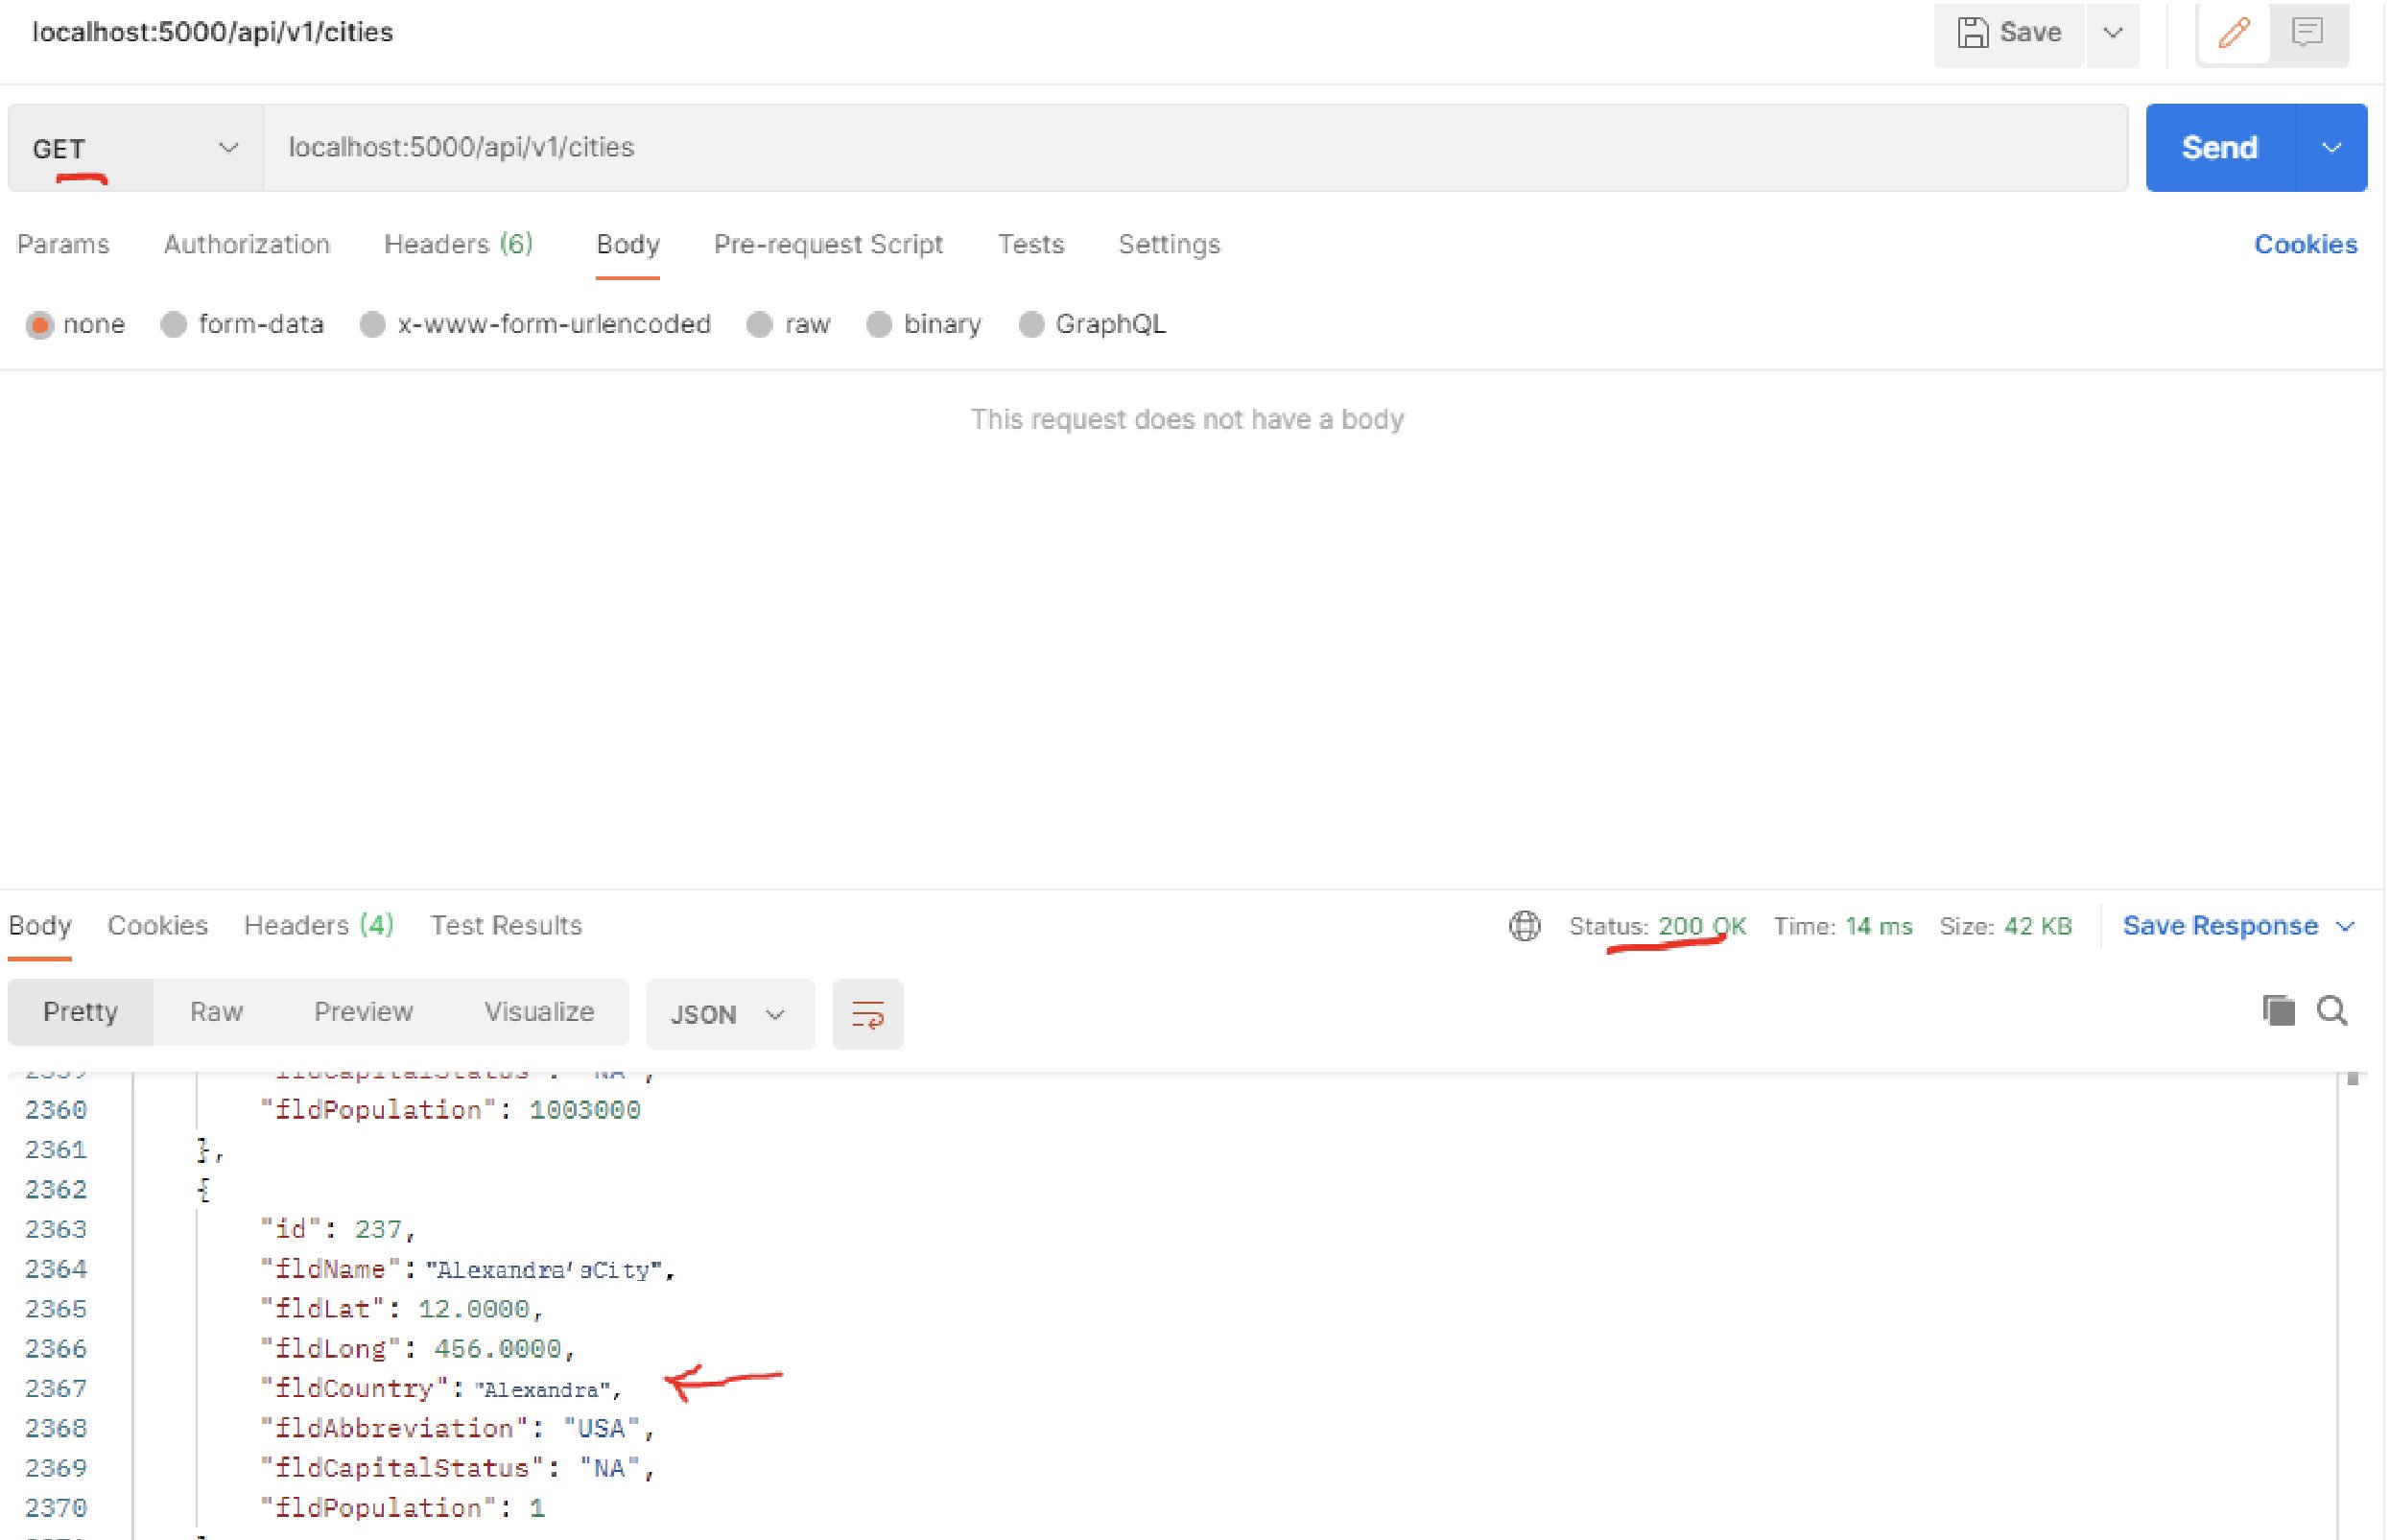 localhost:5000/api/v1/cities
Save
GET
localhost:5000/api/v1/cities
Send
Params Authorization Headers (6) Body Pre-request Script Tests Settings Cookies
none form-data x-www-form-urlencoded raw binary GraphQL
This request does not have a body
Body Cookies Headers (4) Test Results Status: 200 OK Time: 14 ms Size: 42 KB Save Response
Pretty Raw Preview Visualize JSON
2359 "fldCapitalStatus": "NA",
2360 "fldPopulation": 1003000
2361 },
2362 {
2363 "id": 237,
2364 "fldName": "Alexandra'sCity",
2365 "fldLat": 12.0000,
2366 "fldLong": 456.0000,
2367 "fldCountry": "Alexandra",
2368 "fldAbbreviation": "USA",
2369 "fldCapitalStatus": "NA",
2370 "fldPopulation": 1